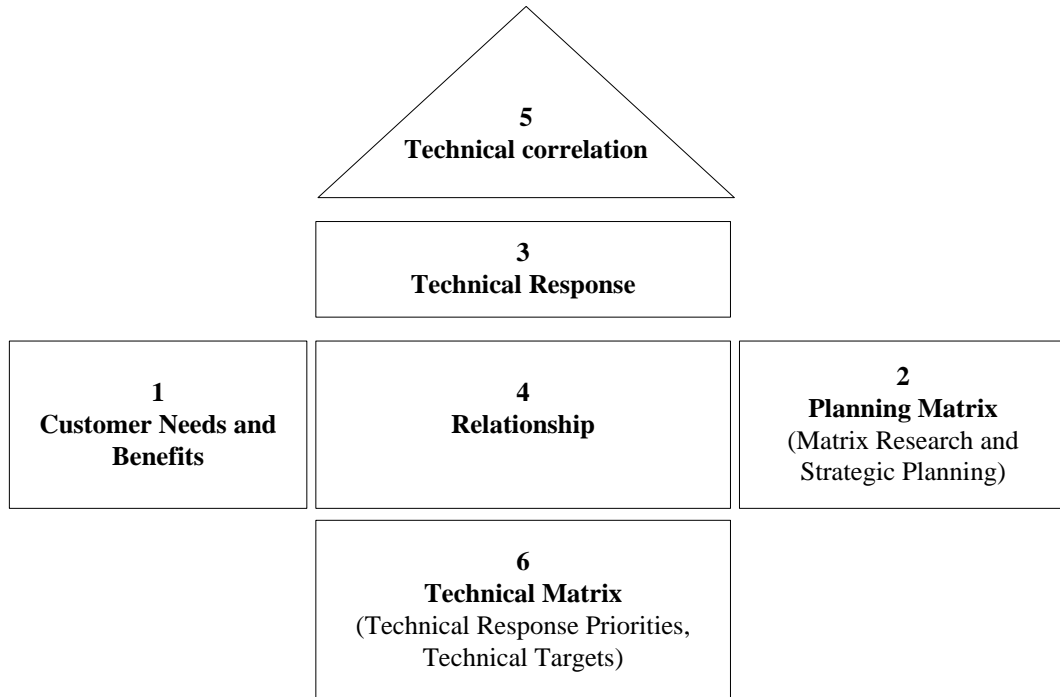 5
Technical correlation
3
Technical Response
1
Customer Needs and
Benefits
4
Relationship
2
Planning Matrix
(Matrix Research and
Strategic Planning)
6
Technical Matrix
(Technical Response Priorities,
Technical Targets)